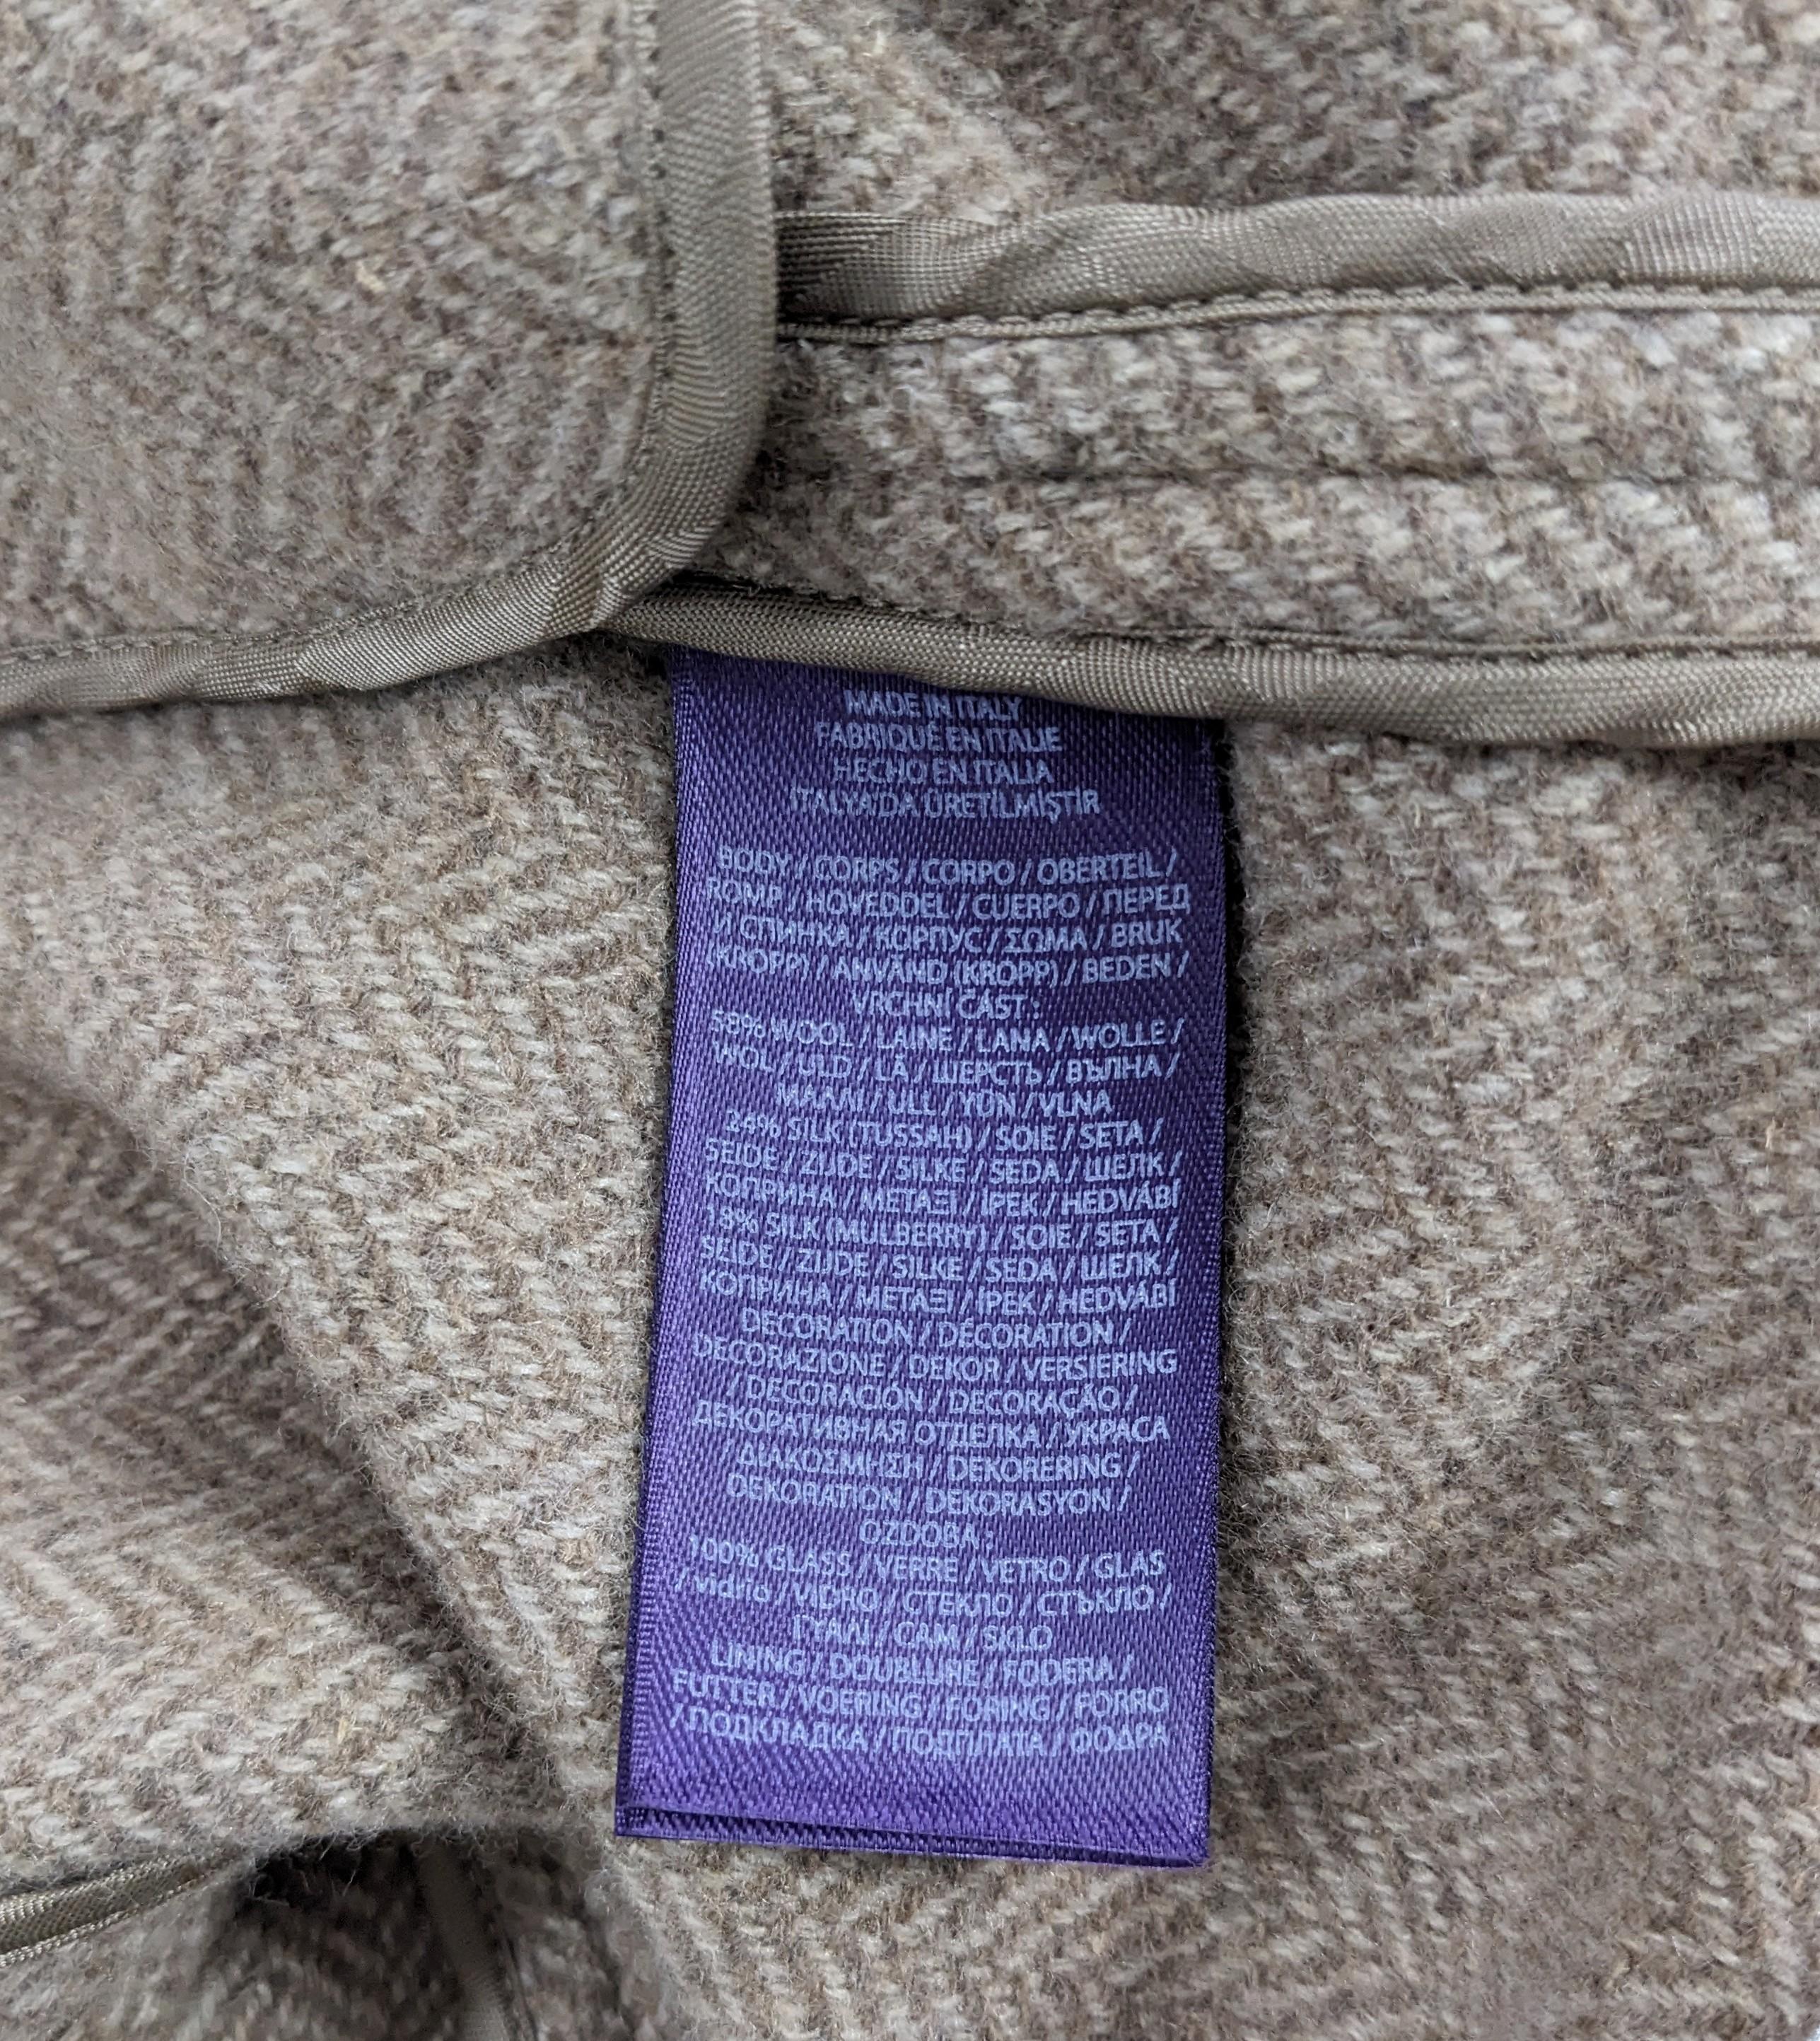 MADE IN ITALY
FABRIQUÉ EN ITALIE
HECHO EN ITALIA
ITALYA'DA ÜRETILMIŞTIR
BODY / CORPS / CORPO / OBERTEIL /
ROMP / HOVEDDEL / CUERPO / ПЕРЕД
И СПИНКА / КОРПУС / ΣΩΜΑ / BRUK
(KROPP) / ANVÄND (KROPP) / BEDEN /
VRCHNÍ ČÁST :
58% WOOL / LAINE / LANA / WOLLE /
WOL / ULD / LÃ / ШЕРСТЬ / ВЪЛНА /
ΜΑΛΛΙ / ULL / YÜN / VLNA
24% SILK (TUSSAH) / SOIE / SETA /
SEIDE / ZIJDE / SILKE / SEDA / ШЕЛК /
КОПРИНА / ΜΕΤΑΞΙ / İPEK / HEDVÁBÍ
18% SILK (MULBERRY) / SOIE / SETA /
SEIDE / ZIJDE / SILKE / SEDA / ШЕЛК /
КОПРИНА / ΜΕΤΑΞΙ / İPEK / HEDVÁBÍ
DECORATION / DÉCORATION /
DECORAZIONE / DEKOR / VERSIERING
/ DECORACIÓN / DECORAÇÃO /
ДЕКОРАТИВНАЯ ОТДЕЛКА / УКРАСА
/ ΔΙΑΚΟΣΜΗΣΗ / DEKORERING /
DEKORATION / DEKORASYON /
OZDOBA :
100% GLASS / VERRE / VETRO / GLAS
/ vidrio / VIDRO / СТЕКЛО / СТЪКЛО /
ΓΥΑΛΙ / CAM / SKLO
LINING / DOUBLURE / FODERA /
FUTTER / VOERING / FORING / FORRO
/ ПОДКЛАДКА / ПОДПЛАТА / ΦΟΔΡΑ